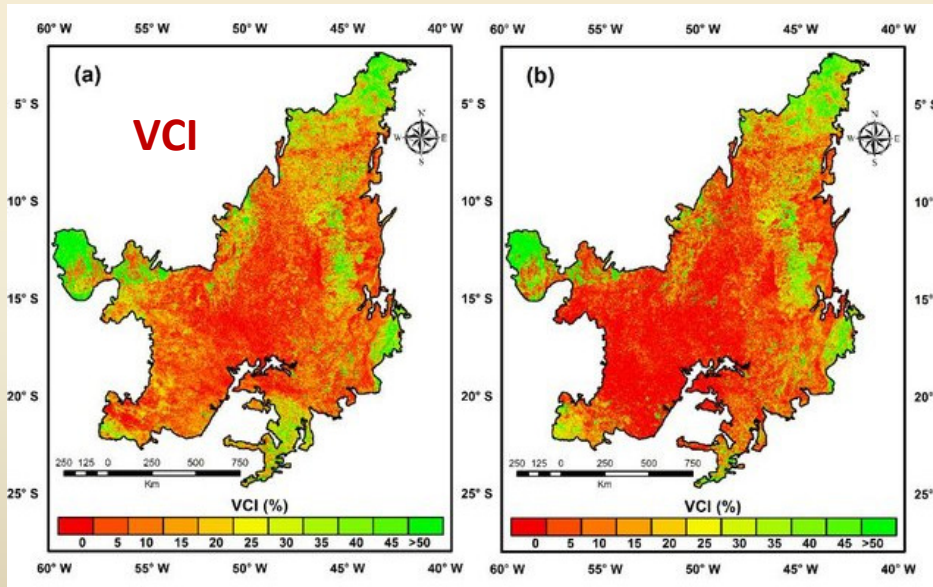 60° W 55° W 50° W 45° W 40° W 60° W 55° W 50° W 45° W 40° W
(a) (b)
VCI
N N
W E W E
S S
5° S 5° S 5° S
10° S 10° S 10° S
15° S 15° S 15° S
20° S 20° S 20° S
25° S 25° S 25° S
250 125 0 250 500 750 250 125 0 250 500 750
Km Km
VCI (%) VCI (%)
0 5 10 15 20 25 30 35 40 45 >50 0 5 10 15 20 25 30 35 40 45 >50
60° W 55° W 50° W 45° W 40° W 60° W 55° W 50° W 45° W 40° W